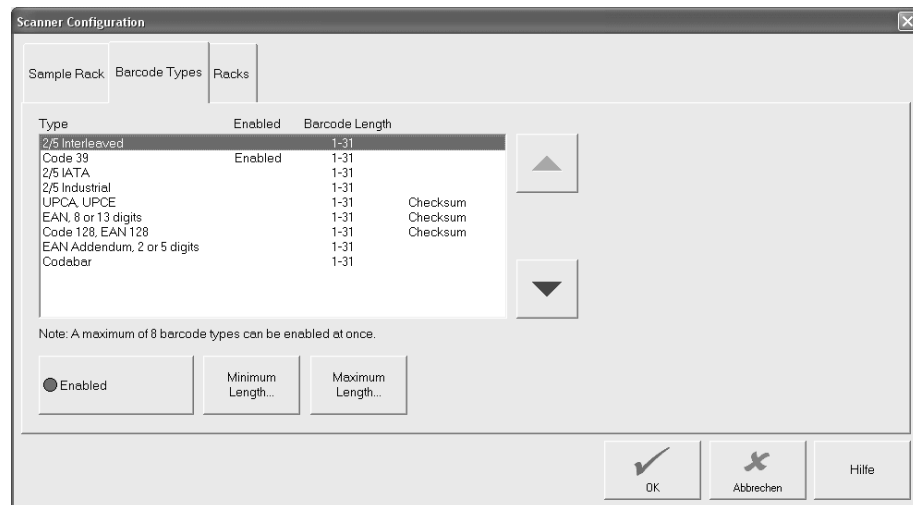 Scanner Configuration
Sample Rack Barcode Types Racks
Type Enabled Barcode Length
2/5 Interleaved 1-31
Code 39 Enabled 1-31
2/5 IATA 1-31
2/5 Industrial 1-31
UPCA, UPCE 1-31 Checksum
EAN, 8 or 13 digits 1-31 Checksum
Code 128, EAN 128 1-31 Checksum
EAN Addendum, 2 or 5 digits 1-31
Codabar 1-31
Note: A maximum of 8 barcode types can be enabled at once.
Enabled
Minimum
Length...
Maximum
Length...
OK
Abbrechen
Hilfe